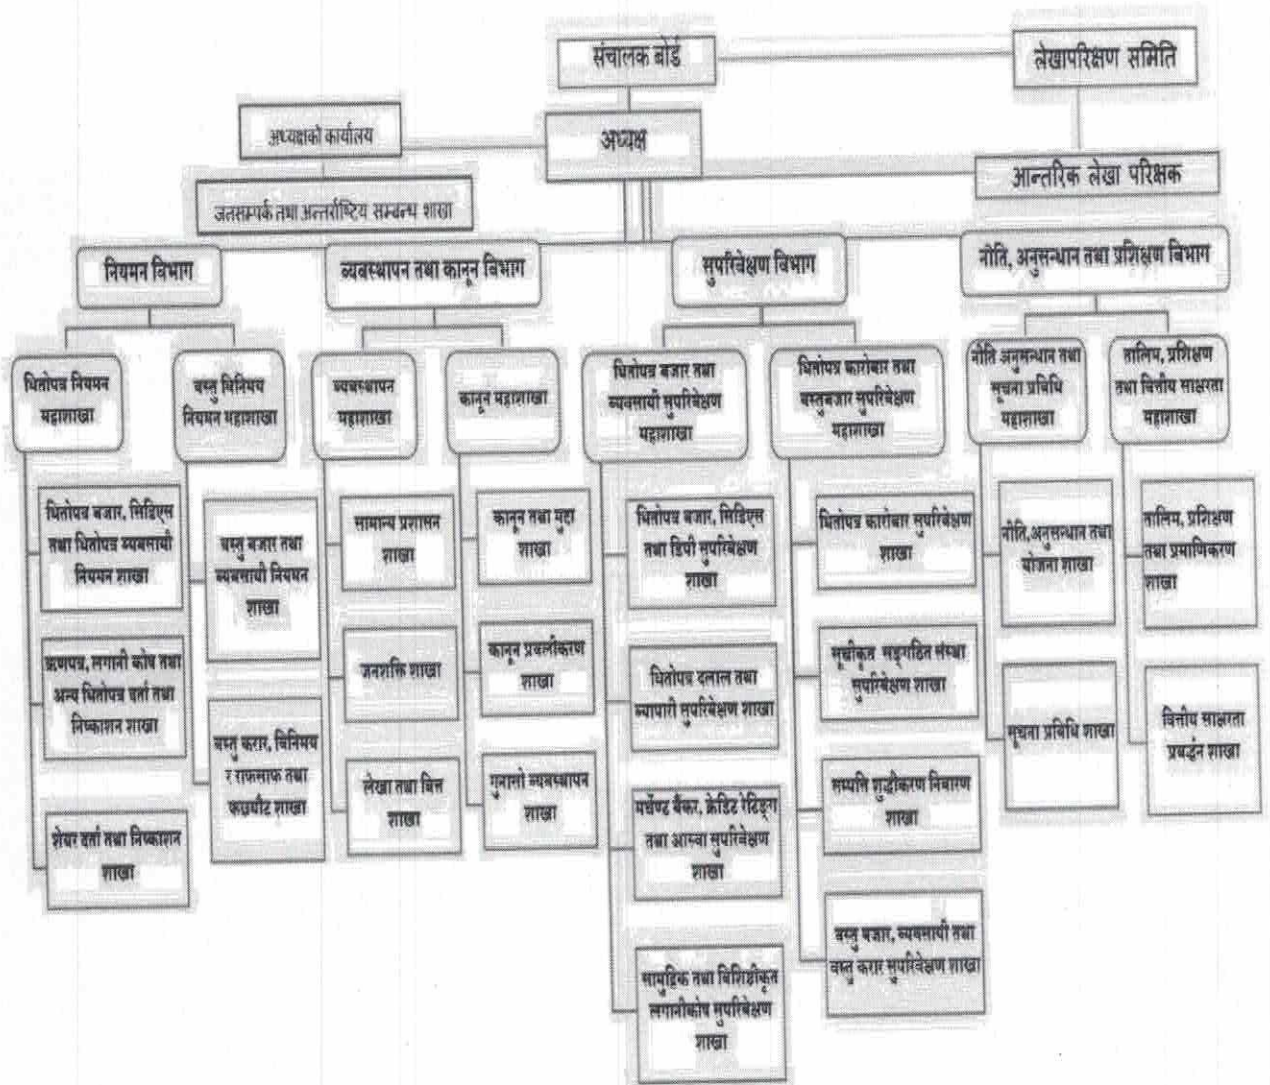 संचालक बोर्ड
लेखापरिक्षण समिति
अध्यक्षको कार्यालय
अध्यक्ष
आन्तरिक लेखा परिक्षक
जनसम्पर्क तथा अन्तर्राष्ट्रिय सम्बन्ध शाखा
नियमन विभाग
व्यवस्थापन तथा कानून विभाग
सुपरिवेक्षण विभाग
नीति, अनुसन्धान तथा प्रशिक्षण विभाग
धितोपत्र नियमन
महाशाखा
वस्तु विनिमय
नियमन महाशाखा
व्यवस्थापन
महाशाखा
कानून महाशाखा
धितोपत्र बजार तथा
व्यवसायी सुपरिवेक्षण
महाशाखा
धितोपत्र कारोबार तथा
वस्तुबजार सुपरिवेक्षण
महाशाखा
नीति अनुसन्धान तथा
सूचना प्रबिधि
महाशाखा
तालिम, प्रशिक्षण
तथा वित्तीय साक्षरता
महाशाखा
धितोपत्र बजार, सिडिएस
तथा धितोपत्र व्यवसायी
नियमन शाखा
ऋणपत्र, लगानी कोष तथा
अन्य धितोपत्र दर्ता तथा
निष्काशन शाखा
शेयर दर्ता तथा निष्काशन
शाखा
वस्तु बजार तथा
व्यवसायी नियमन
शाखा
वस्तु करार, विनिमय
र राफसाफ तथा
फछ्यौट शाखा
सामान्य प्रशासन
शाखा
जनशक्ति शाखा
लेखा तथा वित्त
शाखा
कानून तथा मुद्दा
शाखा
कानून प्रवलीकरण
शाखा
गुनासो व्यवस्थापन
शाखा
धितोपत्र बजार, सिडिएस
तथा डिपी सुपरिवेक्षण
शाखा
धितोपत्र दलाल तथा
व्यापारी सुपरिवेक्षण शाखा
मर्चेण्ट बैंकर, क्रेडिट रेटिङ्ग
तथा आस्वा सुपरिवेक्षण
शाखा
सामुहिक तथा विशिष्टीकृत
लगानीकोष सुपरिवेक्षण
शाखा
धितोपत्र कारोबार सुपरिवेक्षण
शाखा
सूचीकृत सङ्गठित संस्था
सुपरिवेक्षण शाखा
सम्पत्ति शुद्धीकरण निवारण
शाखा
वस्तु बजार, व्यवसायी तथा
वस्तु करार सुपरिवेक्षण शाखा
नीति,अनुसन्धान तथा
योजना शाखा
सूचना प्रबिधि शाखा
तालिम, प्रशिक्षण
तथा प्रमाणिकरण
शाखा
वित्तीय साक्षरता
प्रबर्द्धन शाखा